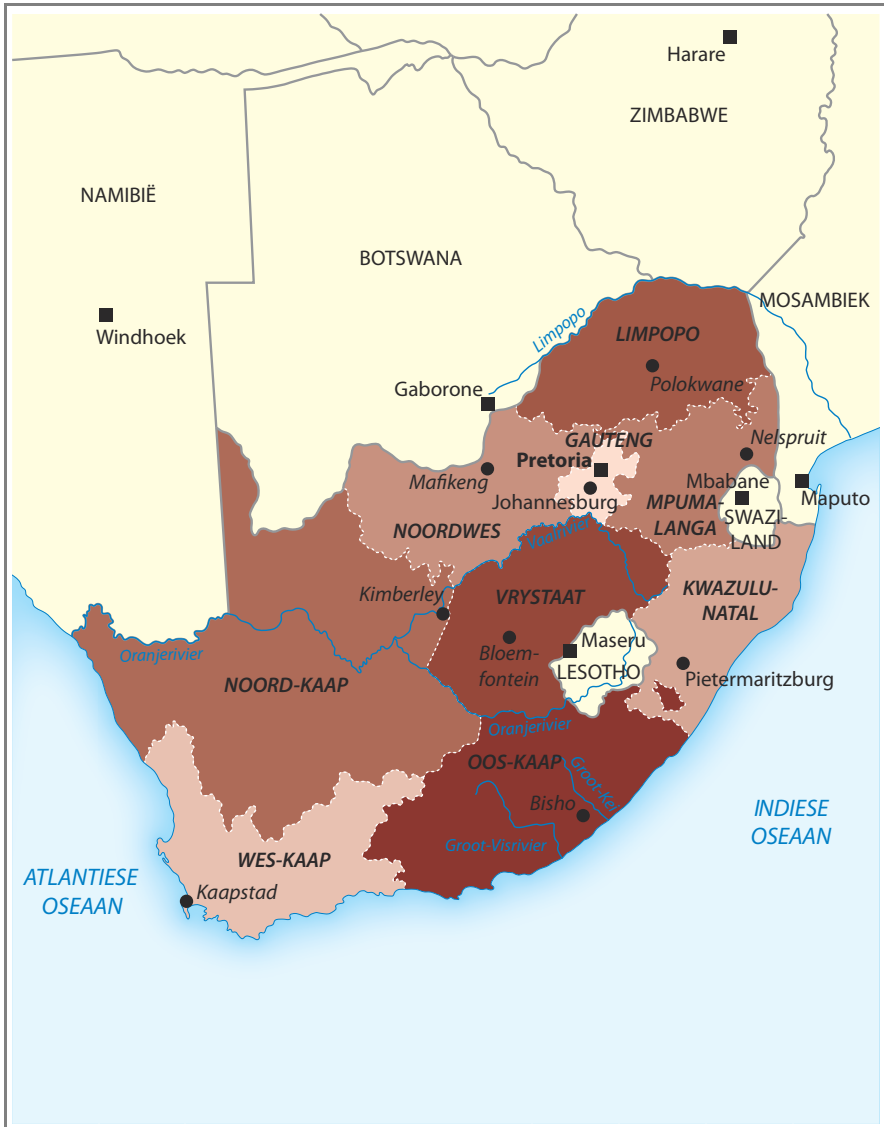 Harare
ZIMBABWE
NAMIBIË
BOTSWANA
MOSAMBIEK
Windhoek
Limpopo
LIMPOPO
Polokwane
Gaborone
GAUTENG
Nelspruit
Pretoria
Mafikeng
Mbabane
Johannesburg
MPUMA-
LANGA
Maputo
SWAZI-
LAND
NOORDWES
Vaalrivier
Kimberley
VRYSTAAT
KWAZULU-
NATAL
Bloem-
fontein
Maseru
LESOTHO
Oranjerivier
NOORD-KAAP
Pietermaritzburg
Oranjerivier
OOS-KAAP
Groot-Kei
Bisho
INDIESE
OSEAAN
Groot-Visrivier
WES-KAAP
ATLANTIESE
OSEAAN
Kaapstad